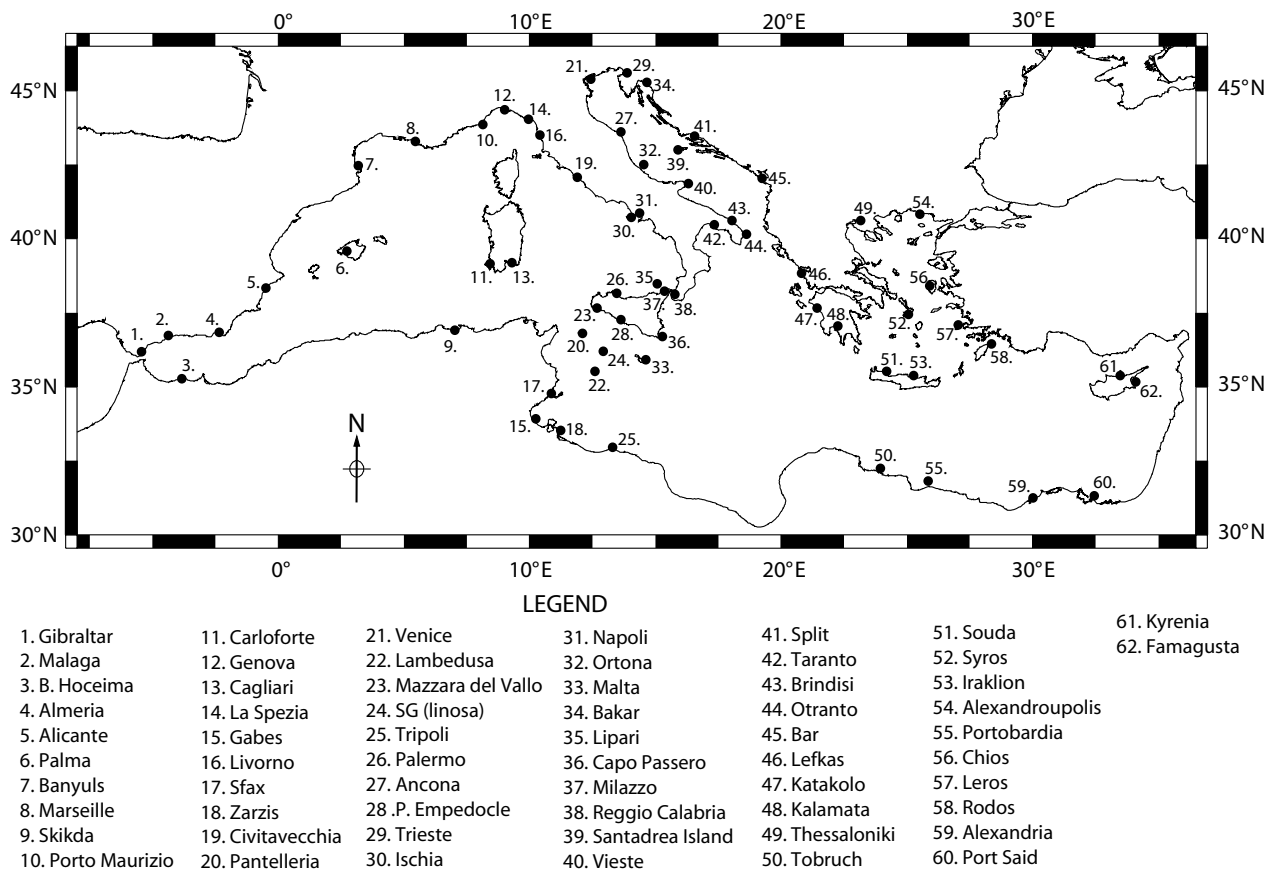 0° 10°E 20°E 30°E
45°N 45°N
40°N 40°N
35°N 35°N
30°N 30°N
21. 29. 34.
12. 14. 27. 41.
8. 10. 16. 32. 39.
7. 19. 40. 45.
31. 43. 49. 54.
30. 42. 44.
6. 11. 13. 35. 46. 56.
5. 26. 37. 38.
23. 47. 48. 52.
1. 2. 4. 28. 57.
9. 20. 36. 58.
3. 24. 33. 51. 53. 61. 62.
22.
17.
15. 18.
N 25. 50. 55.
59. 60.
0° 10°E 20°E 30°E
LEGEND
1. Gibraltar
2. Malaga
3. B. Hoceima
4. Almeria
5. Alicante
6. Palma
7. Banyuls
8. Marseille
9. Skikda
10. Porto Maurizio
11. Carloforte
12. Genova
13. Cagliari
14. La Spezia
15. Gabes
16. Livorno
17. Sfax
18. Zarzis
19. Civitavecchia
20. Pantelleria
21. Venice
22. Lambedusa
23. Mazzara del Vallo
24. SG (linosa)
25. Tripoli
26. Palermo
27. Ancona
28 .P. Empedocle
29. Trieste
30. Ischia
31. Napoli
32. Ortona
33. Malta
34. Bakar
35. Lipari
36. Capo Passero
37. Milazzo
38. Reggio Calabria
39. Santadrea Island
40. Vieste
41. Split
42. Taranto
43. Brindisi
44. Otranto
45. Bar
46. Lefkas
47. Katakolo
48. Kalamata
49. Thessaloniki
50. Tobruch
51. Souda
52. Syros
53. Iraklion
54. Alexandroupolis
55. Portobardia
56. Chios
57. Leros
58. Rodos
59. Alexandria
60. Port Said
61. Kyrenia
62. Famagusta